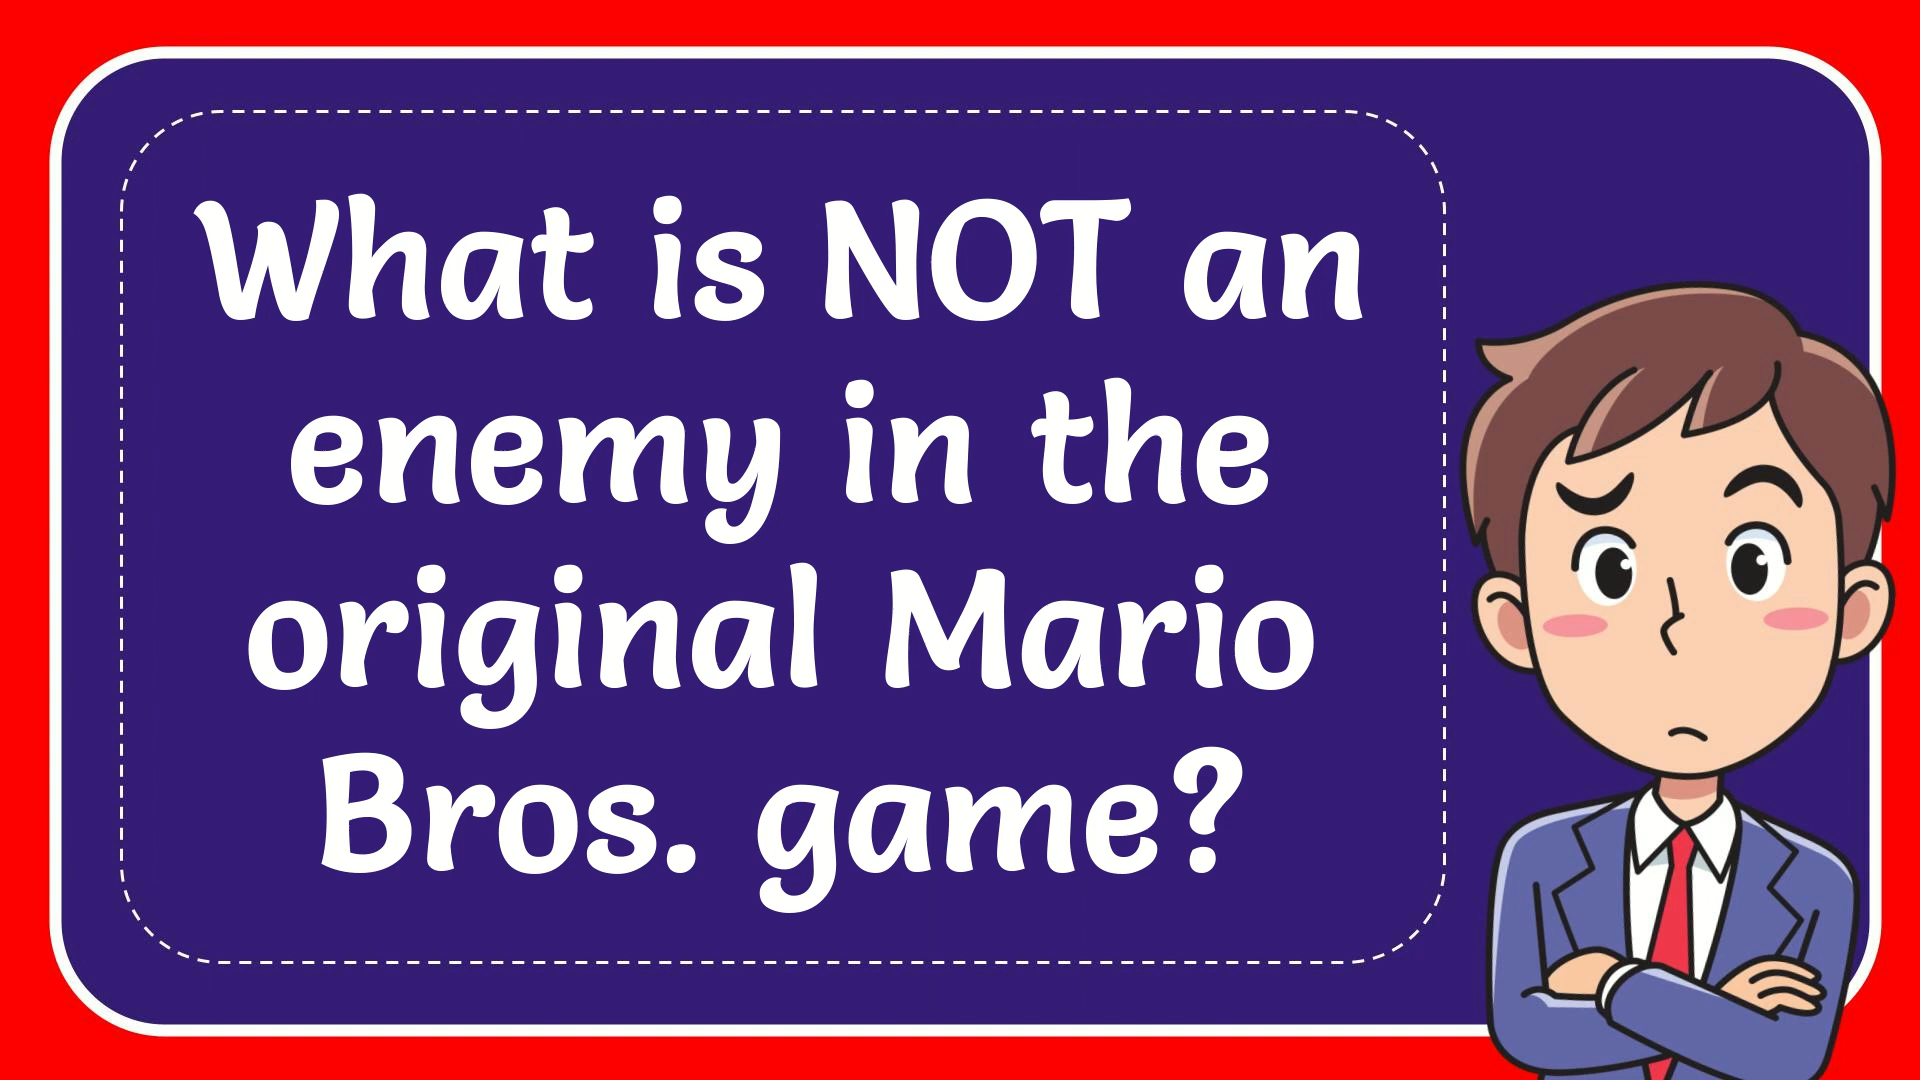 What is NOT an
enemy in the
original Mario
Bros. game?